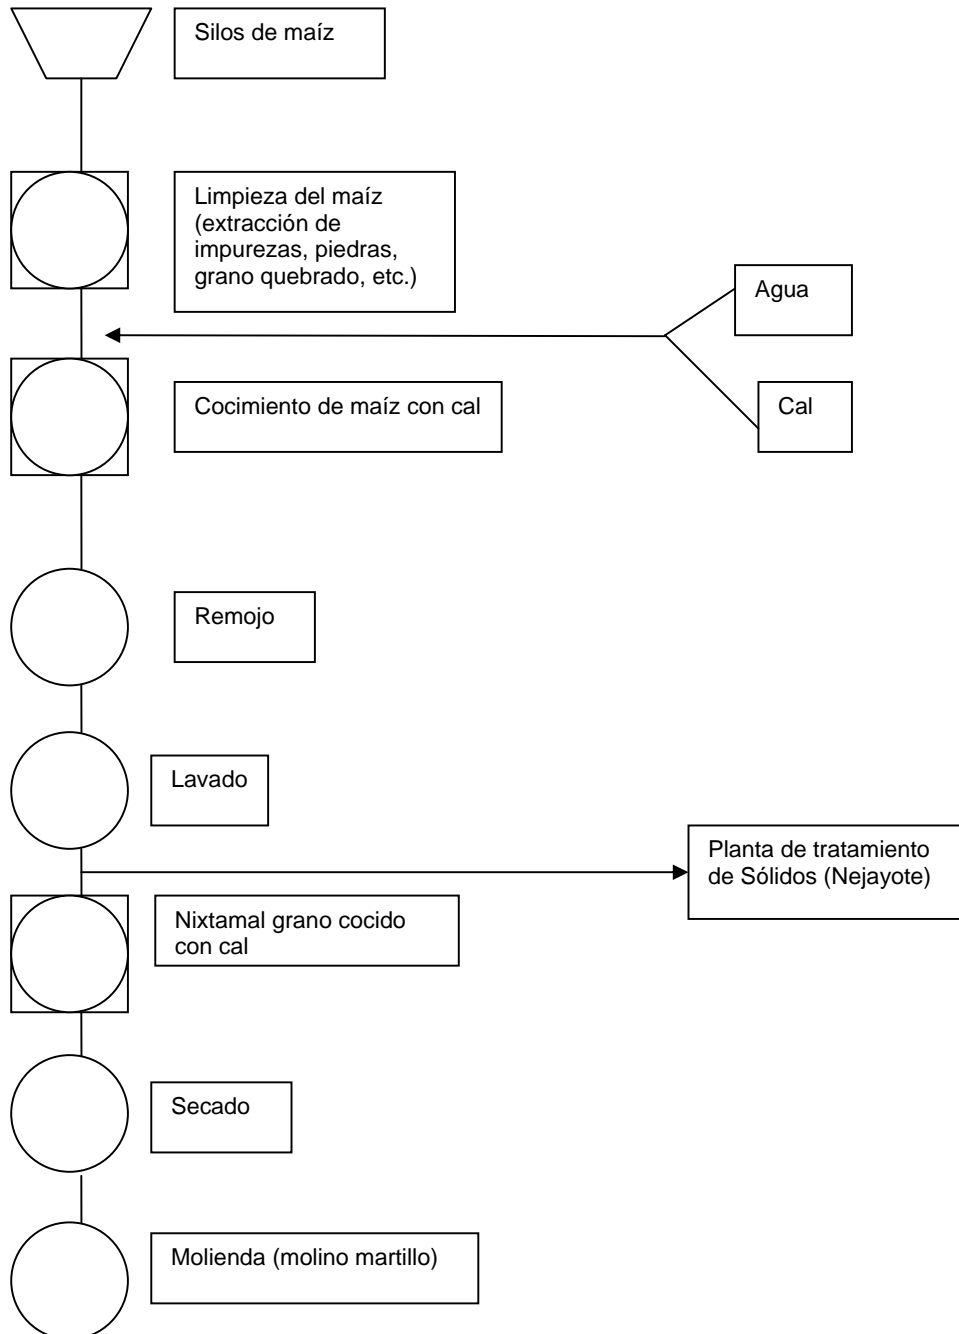 Silos de maíz
Limpieza del maíz
(extracción de
impurezas, piedras,
grano quebrado, etc.)
Agua
Cal
Cocimiento de maíz con cal
Remojo
Lavado
Planta de tratamiento
de Sólidos (Nejayote)
Nixtamal grano cocido
con cal
Secado
Molienda (molino martillo)